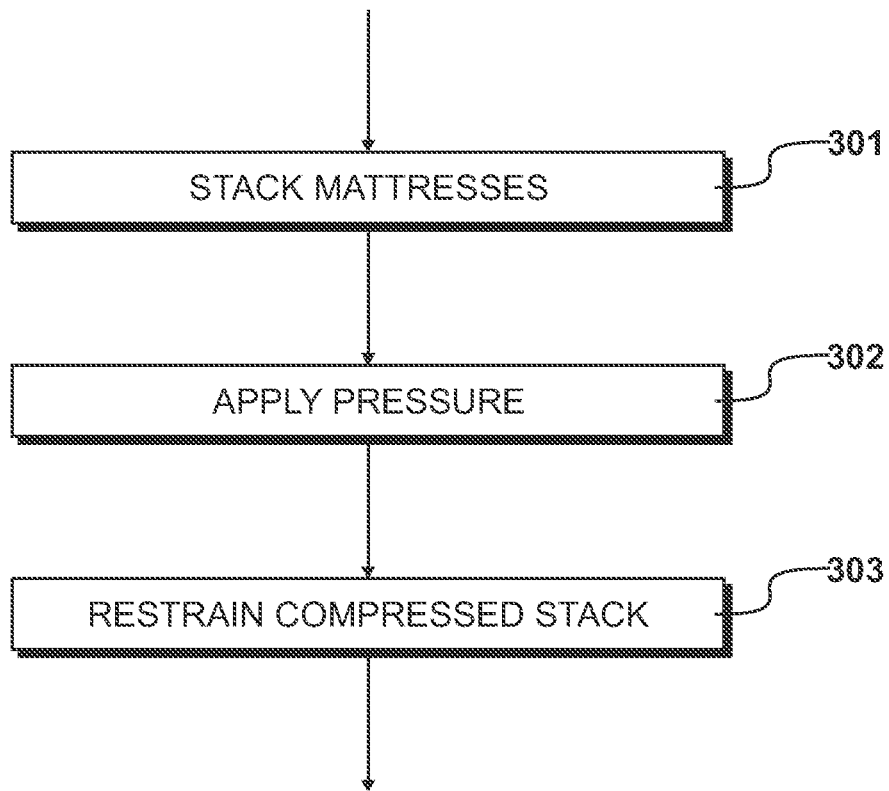 301
STACK MATTRESSES
302
APPLY PRESSURE
303
RESTRAIN COMPRESSED STACK